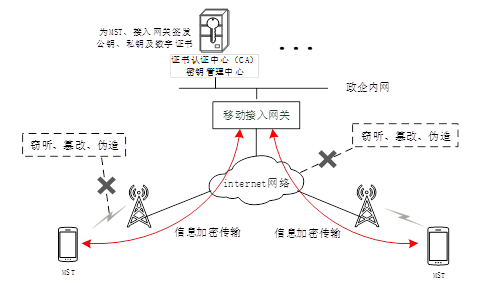 为MST、接入网关签发
公钥、私钥及数字证书
证书认证中心（CA）
密钥管理中心
政企内网
移动接入网关
窃听、篡改、伪造
窃听、篡改、伪造
internet网络
信息加密传输
信息加密传输
MST
MST